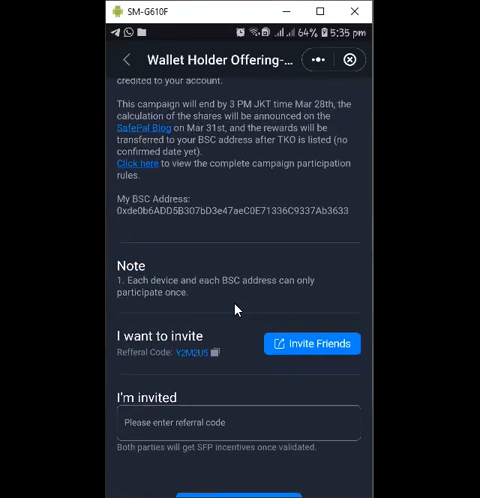 SM-G610F
64% 5:35 pm
Wallet Holder Offering-...
credited to your account.
This campaign will end by 3 PM JKT time Mar 28th, the
calculation of the shares will be announced on the
SafePal Blog on Mar 31st, and the rewards will be
transferred to your BSC address after TKO is listed (no
confirmed date yet).
Click here to view the complete campaign participation
rules.
My BSC Address:
0xde0b6ADD5B307bD3e47aeC0E71336C9337Ab3633
Note
1. Each device and each BSC address can only
participate once.
I want to invite
Refferal Code: Y2M2U5
Invite Friends
I'm invited
Please enter referral code
Both parties will get SFP incentives once validated.